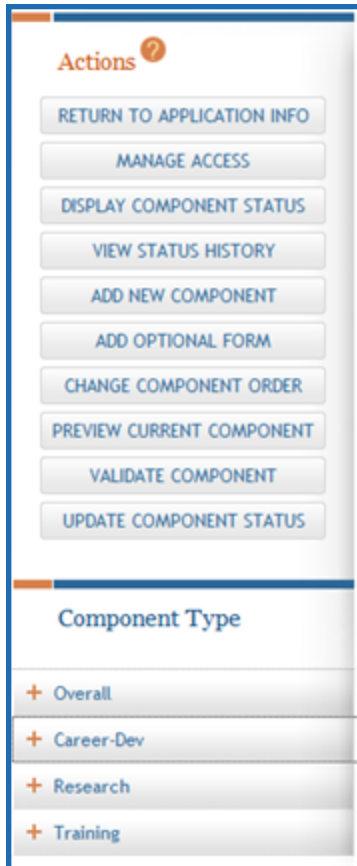 Actions ?
RETURN TO APPLICATION INFO
MANAGE ACCESS
DISPLAY COMPONENT STATUS
VIEW STATUS HISTORY
ADD NEW COMPONENT
ADD OPTIONAL FORM
CHANGE COMPONENT ORDER
PREVIEW CURRENT COMPONENT
VALIDATE COMPONENT
UPDATE COMPONENT STATUS
Component Type
+ Overall
+ Career-Dev
+ Research
+ Training